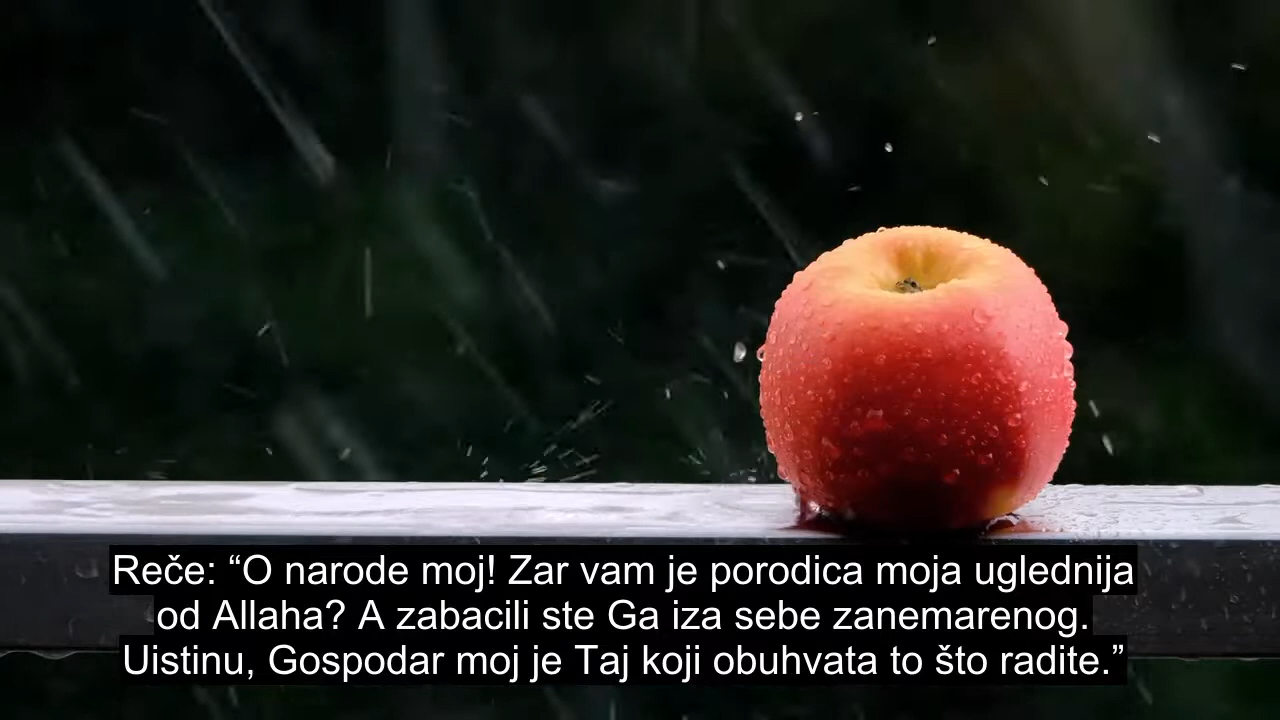 Reče: “O narode moj! Zar vam je porodica moja uglednija
od Allaha? A zabacili ste Ga iza sebe zanemarenog.
Uistinu, Gospodar moj je Taj koji obuhvata to što radite.”